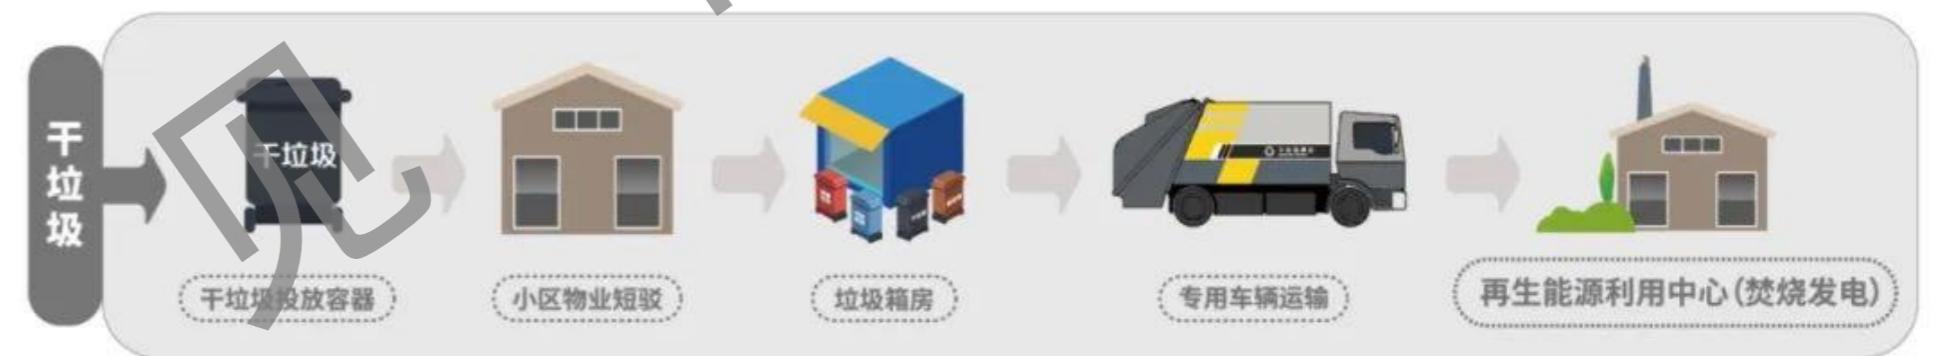 干垃圾
干垃圾
干垃圾投放容器
小区物业短驳
垃圾箱房
专用车辆运输
再生能源利用中心(焚烧发电)
见